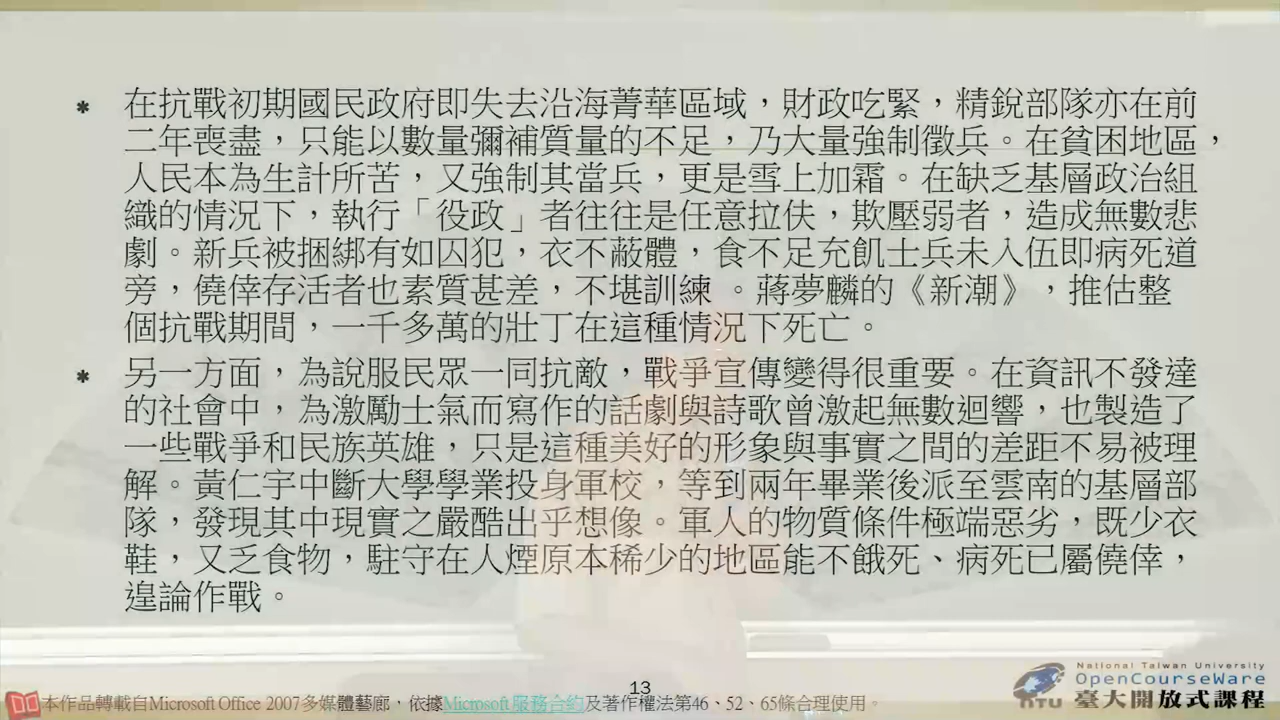 * 在抗戰初期國民政府即失去沿海菁華區域，財政吃緊，精銳部隊亦在前
二年喪盡，只能以數量彌補質量的不足，乃大量強制徵兵。在貧困地區，
人民本為生計所苦，又強制其當兵，更是雪上加霜。在缺乏基層政治組
織的情況下，執行「役政」者往往是任意拉伕，欺壓弱者，造成無數悲
劇。新兵被捆綁有如囚犯，衣不蔽體，食不足充飢士兵未入伍即病死道
旁，僥倖存活者也素質甚差，不堪訓練 。蔣夢麟的《新潮》，推估整
個抗戰期間，一千多萬的壯丁在這種情況下死亡。
* 另一方面，為說服民眾一同抗敵，戰爭宣傳變得很重要。在資訊不發達
的社會中，為激勵士氣而寫作的話劇與詩歌曾激起無數迴響，也製造了
一些戰爭和民族英雄，只是這種美好的形象與事實之間的差距不易被理
解。黃仁宇中斷大學學業投身軍校，等到兩年畢業後派至雲南的基層部
隊，發現其中現實之嚴酷出乎想像。軍人的物質條件極端惡劣，既少衣
鞋，又乏食物，駐守在人煙原本稀少的地區能不餓死、病死已屬僥倖，
遑論作戰。
13
本作品轉載自Microsoft Office 2007多媒體藝廊，依據Microsoft 服務合約及著作權法第46、52、65條合理使用。
National Taiwan University
OpenCourseWare
NTU 臺大開放式課程